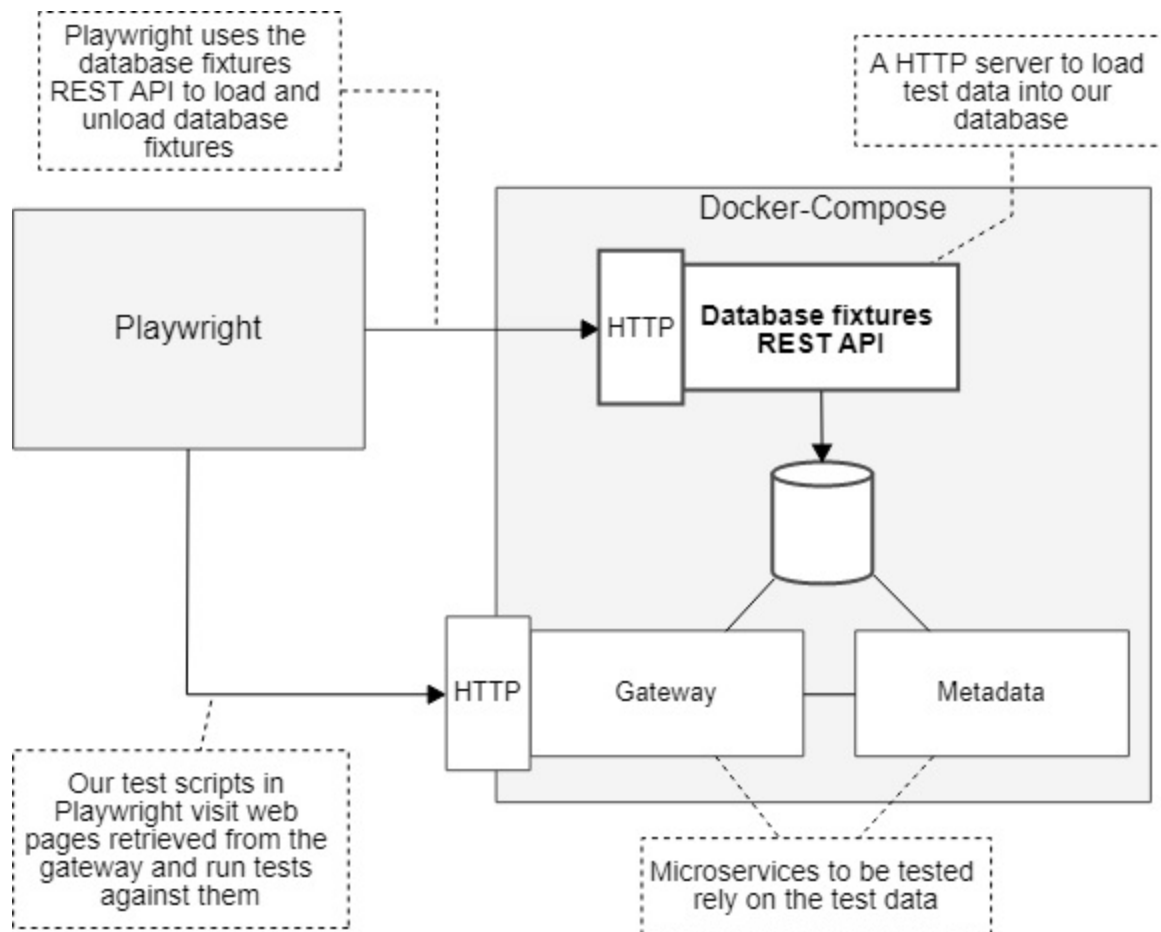 Playwright uses the
database fixtures
REST API to load and
unload database
fixtures
A HTTP server to load
test data into our
database
Docker-Compose
Playwright
HTTP
Database fixtures
REST API
HTTP
Gateway
Metadata
Our test scripts in
Playwright visit web
pages retrieved from the
gateway and run tests
against them
Microservices to be tested
rely on the test data